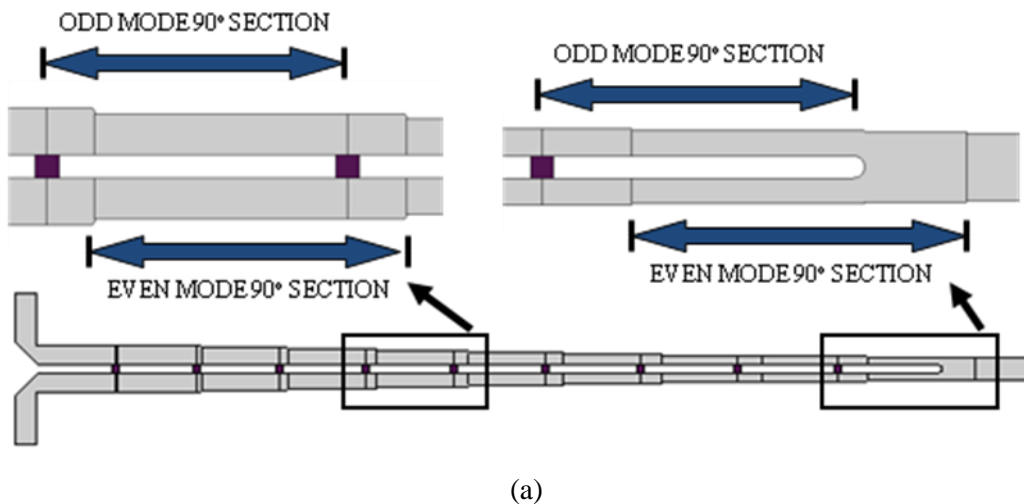 ODD MODE 90° SECTION
ODD MODE 90° SECTION
EVEN MODE 90° SECTION
EVEN MODE 90° SECTION
(a)